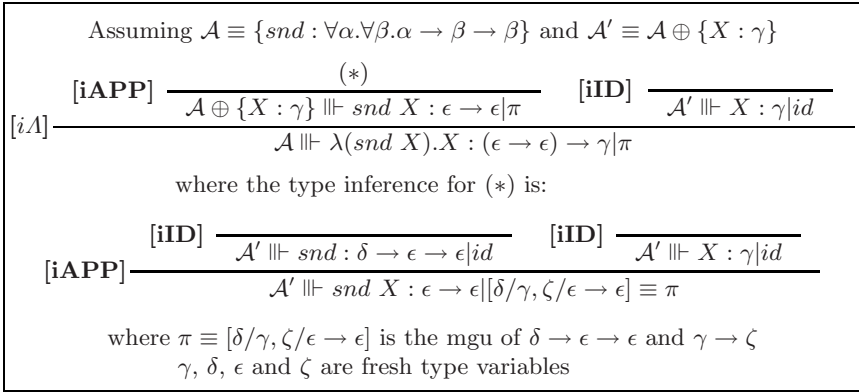 Assuming 𝒜 ≡ {snd : ∀α.∀β.α → β → β} and 𝒜′ ≡ 𝒜 ⊕ {X : γ}
(∗)
[iAPP] 𝒜 ⊕ {X : γ} ⊪ snd X : ϵ → ϵ|π [iID] 𝒜′ ⊪ X : γ|id
[iΛ] 𝒜 ⊪ λ(snd X).X : (ϵ → ϵ) → γ|π
where the type inference for (∗) is:
[iID] 𝒜′ ⊪ snd : δ → ϵ → ϵ|id [iID] 𝒜′ ⊪ X : γ|id
[iAPP] 𝒜′ ⊪ snd X : ϵ → ϵ|[δ/γ, ζ/ϵ → ϵ] ≡ π
where π ≡ [δ/γ, ζ/ϵ → ϵ] is the mgu of δ → ϵ → ϵ and γ → ζ
γ, δ, ϵ and ζ are fresh type variables